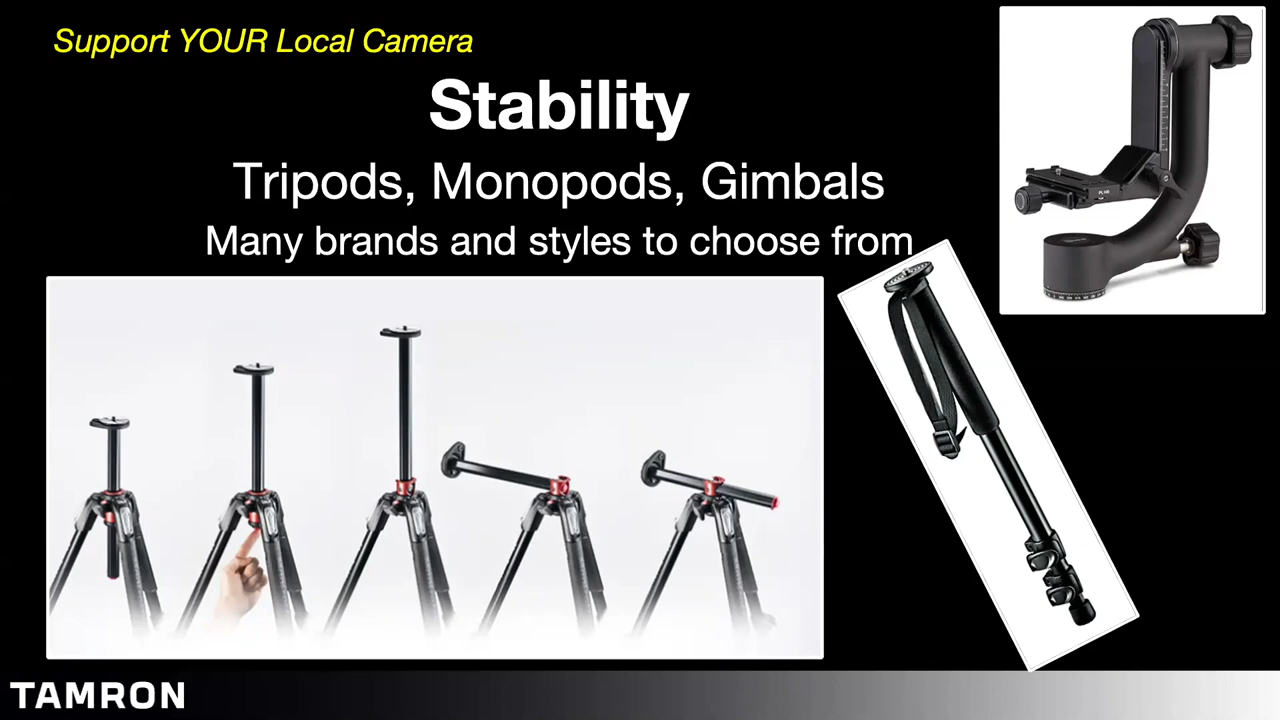 Support YOUR Local Camera
Stability
Tripods, Monopods, Gimbals
Many brands and styles to choose from
TAMRON